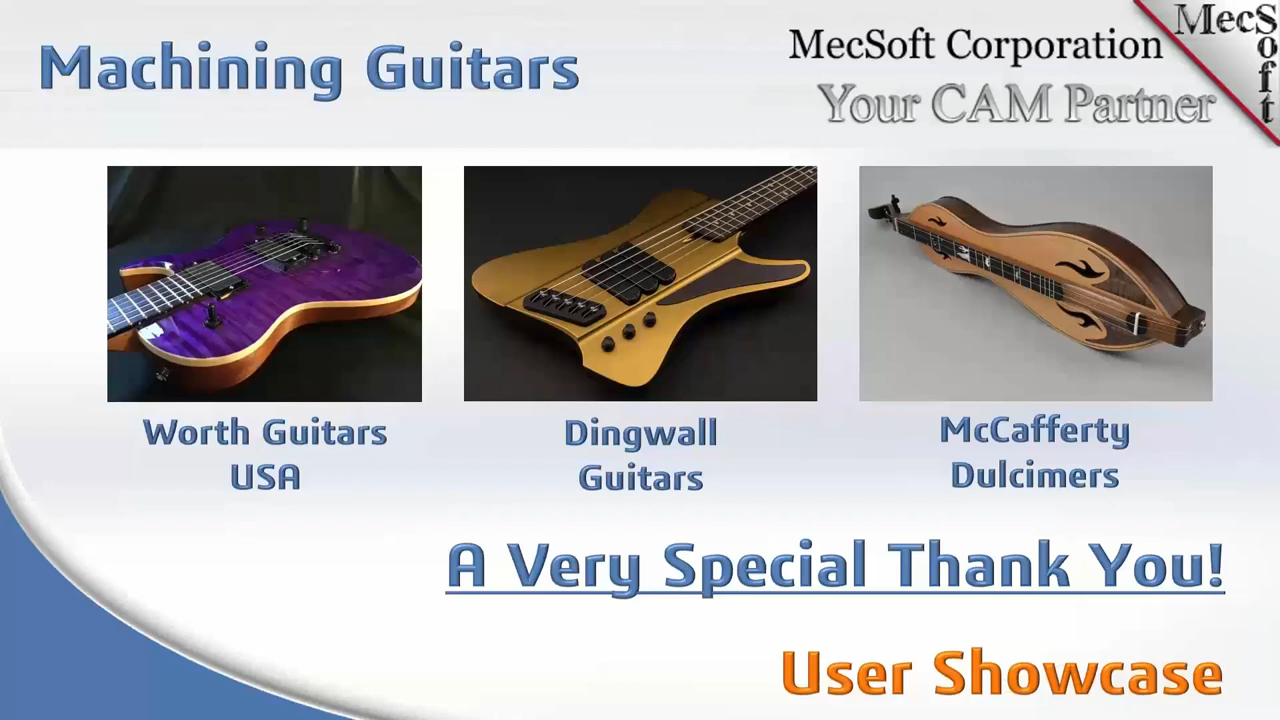 Machining Guitars
MecSoft Corporation
Your CAM Partner
MecSoft
Worth Guitars
USA
Dingwall
Guitars
McCafferty
Dulcimers
A Very Special Thank You!
User Showcase